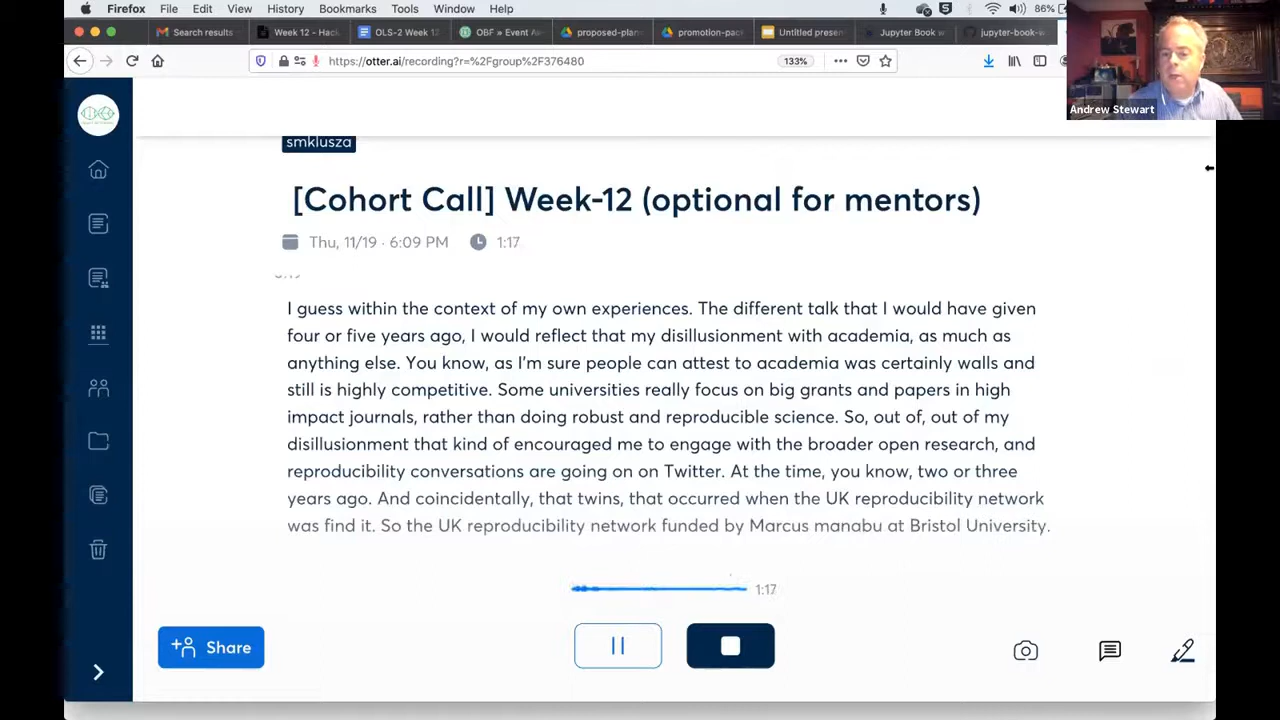 Firefox File Edit View History Bookmarks Tools Window Help 86%
Search results Week 12 - Hack OLS-2 Week 12 OBF » Event Aw proposed-plan promotion-pac Untitled presen Jupyter Book w jupyter-book-w
https://otter.ai/recording?r=%2Fgroup%2F376480 133%
Andrew Stewart
smklusza
[Cohort Call] Week-12 (optional for mentors)
Thu, 11/19 · 6:09 PM 1:17
I guess within the context of my own experiences. The different talk that I would have given
four or five years ago, I would reflect that my disillusionment with academia, as much as
anything else. You know, as I'm sure people can attest to academia was certainly walls and
still is highly competitive. Some universities really focus on big grants and papers in high
impact journals, rather than doing robust and reproducible science. So, out of, out of my
disillusionment that kind of encouraged me to engage with the broader open research, and
reproducibility conversations are going on on Twitter. At the time, you know, two or three
years ago. And coincidentally, that twins, that occurred when the UK reproducibility network
was find it. So the UK reproducibility network funded by Marcus manabu at Bristol University.
1:17
Share